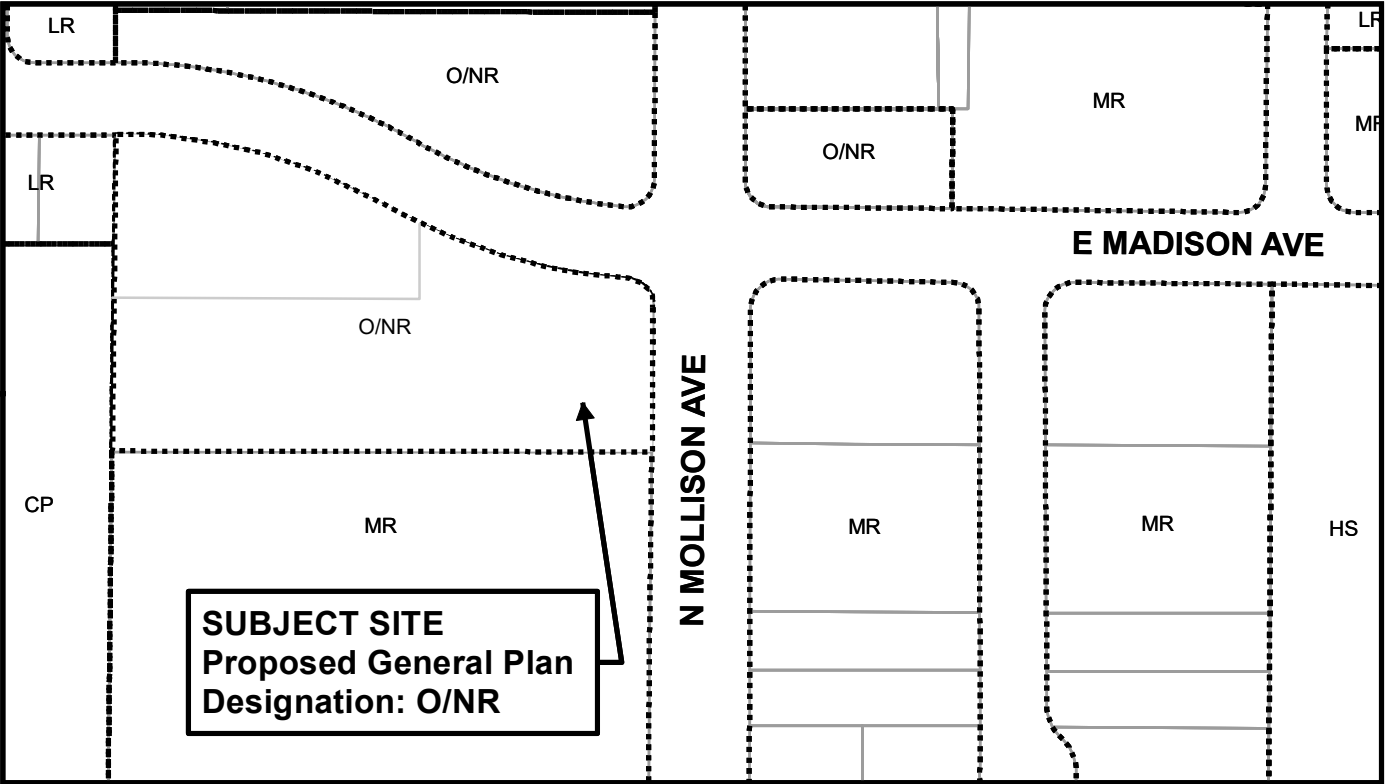 LR
O/NR
MR
LR
MR
O/NR
LR
E MADISON AVE
O/NR
N MOLLISON AVE
CP
MR
MR
MR
HS
SUBJECT SITE
Proposed General Plan
Designation: O/NR